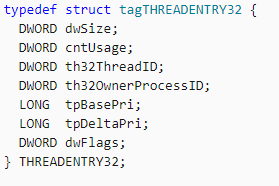 typedef struct tagTHREADENTRY32 {
  DWORD dwSize;
  DWORD cntUsage;
  DWORD th32ThreadID;
  DWORD th32OwnerProcessID;
  LONG  tpBasePri;
  LONG  tpDeltaPri;
  DWORD dwFlags;
} THREADENTRY32;